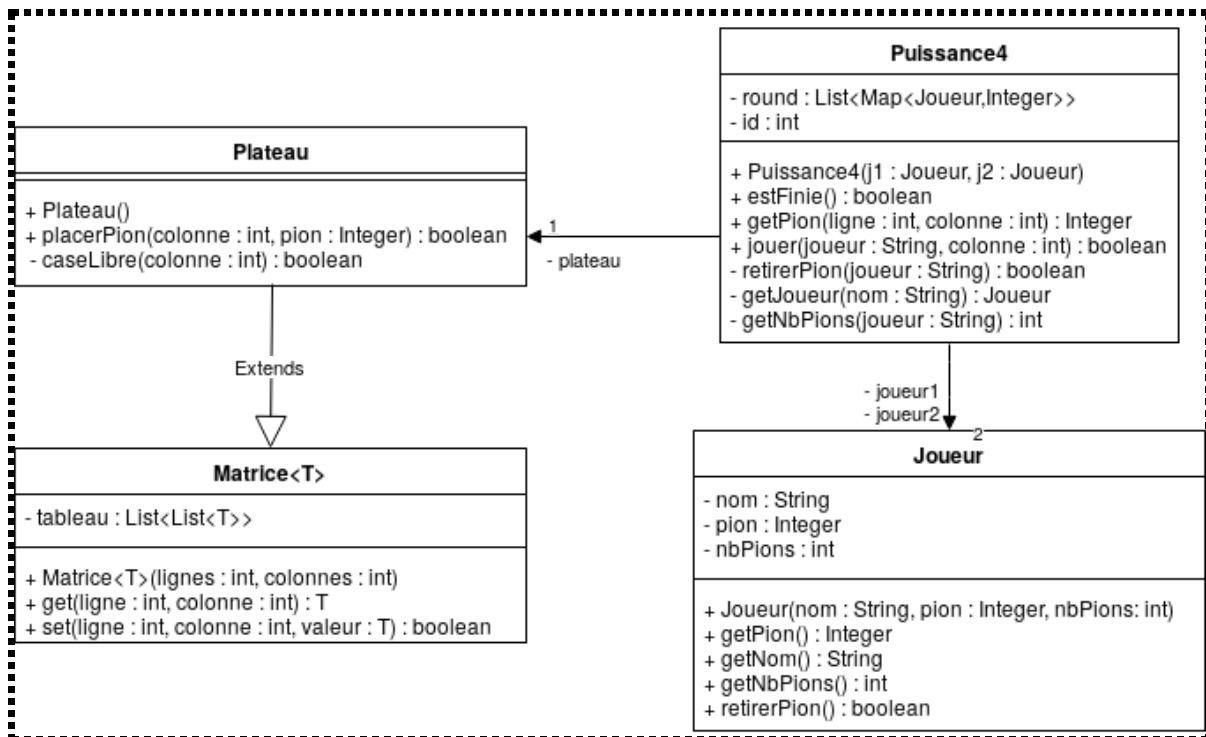 Puissance4
- round : List<Map<Joueur,Integer>>
- id : int
+ Puissance4(j1 : Joueur, j2 : Joueur)
+ estFinie() : boolean
+ getPion(ligne : int, colonne : int) : Integer
+ jouer(joueur : String, colonne : int) : boolean
- retirerPion(joueur : String) : boolean
- getJoueur(nom : String) : Joueur
- getNbPions(joueur : String) : int
Plateau
+ Plateau()
+ placerPion(colonne : int, pion : Integer) : boolean
- caseLibre(colonne : int) : boolean
1
- plateau
Extends
- joueur1
- joueur2
2
Matrice<T>
- tableau : List<List<T>>
+ Matrice<T>(lignes : int, colonnes : int)
+ get(ligne : int, colonne : int) : T
+ set(ligne : int, colonne : int, valeur : T) : boolean
Joueur
- nom : String
- pion : Integer
- nbPions : int
+ Joueur(nom : String, pion : Integer, nbPions: int)
+ getPion() : Integer
+ getNom() : String
+ getNbPions() : int
+ retirerPion() : boolean